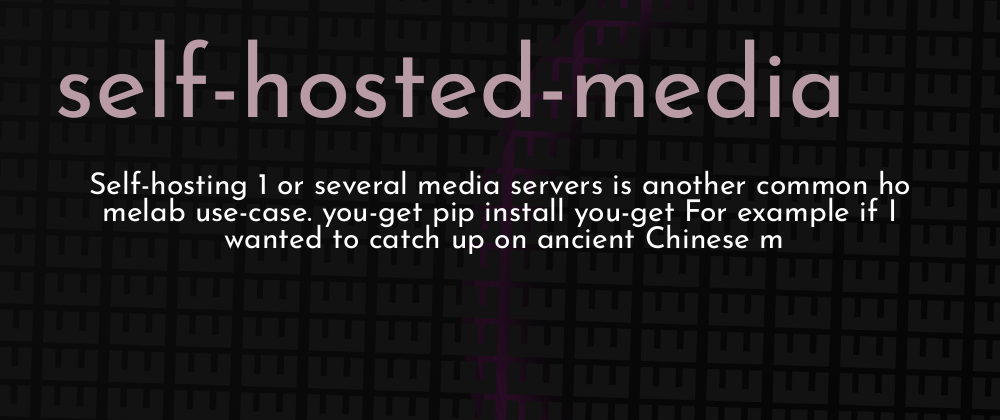 self-hosted-media
Self-hosting 1 or several media servers is another common ho
melab use-case. you-get pip install you-get For example if I
wanted to catch up on ancient Chinese m